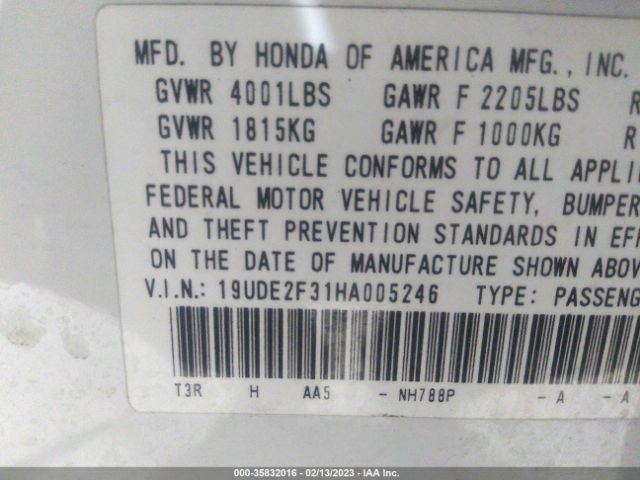 MFD. BY HONDA OF AMERICA MFG., INC.
GVWR 4001LBS GAWR F 2205LBS R
GVWR 1815KG GAWR F 1000KG R
THIS VEHICLE CONFORMS TO ALL APPLI
FEDERAL MOTOR VEHICLE SAFETY, BUMPER
AND THEFT PREVENTION STANDARDS IN EF
ON THE DATE OF MANUFACTURE SHOWN ABOV
V.I.N.: 19UDE2F31HA005246 TYPE: PASSENG
T3R H AA5 - NH788P - A - A
000-35832016 - 02/13/2023 - IAA Inc.